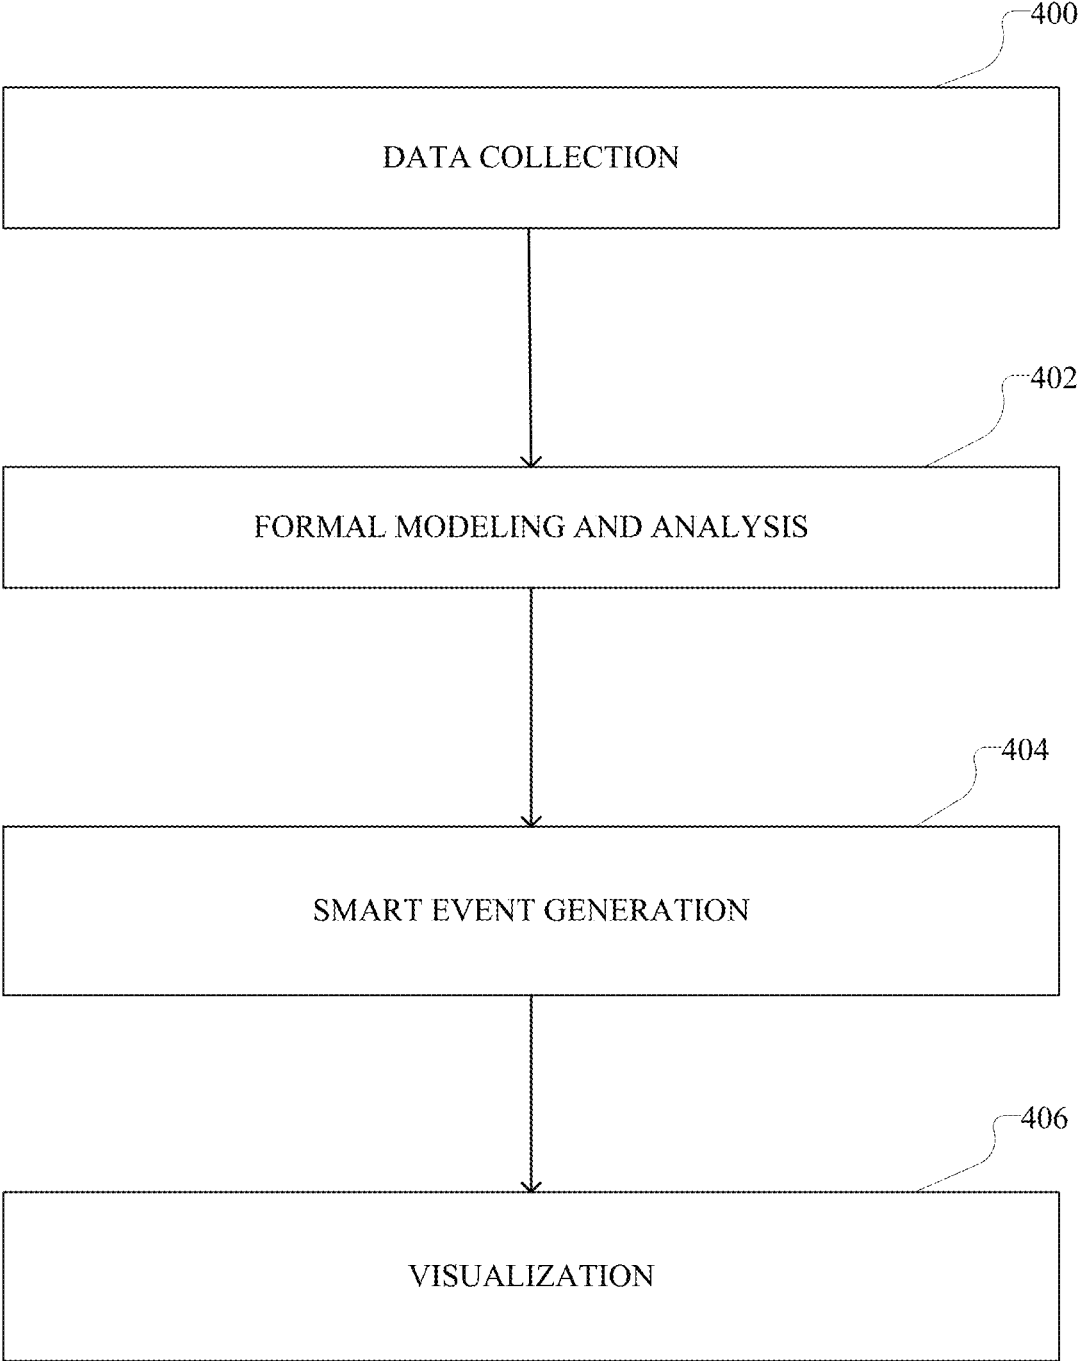 400
DATA COLLECTION
402
FORMAL MODELING AND ANALYSIS
404
SMART EVENT GENERATION
406
VISUALIZATION